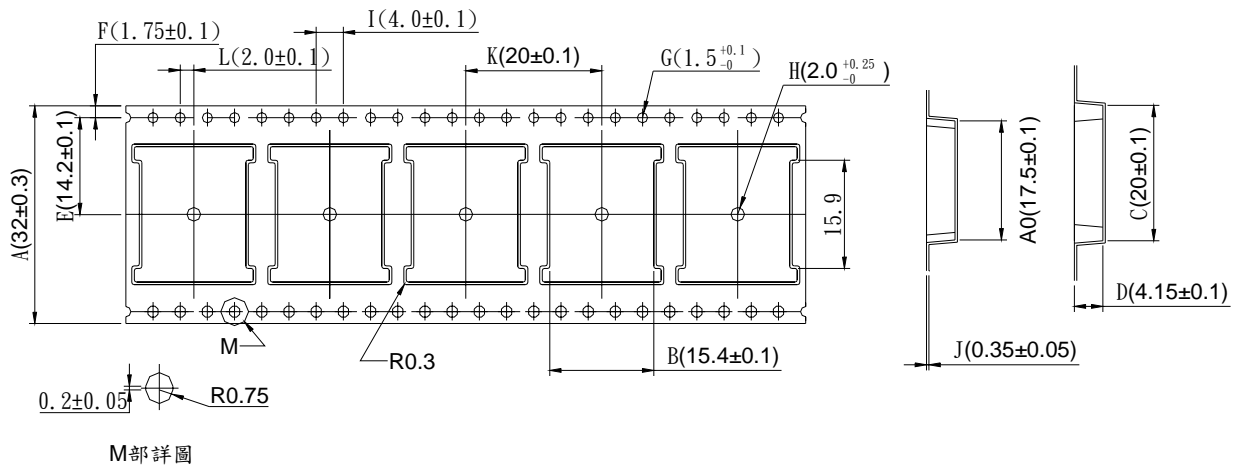 I(4.0±0.1)
F(1.75±0.1)
L(2.0±0.1)
K(20±0.1)
G(1.5 +0.1 -0)
H(2.0 +0.25 -0)
A(32±0.3)
E(14.2±0.1)
15.9
A0(17.5±0.1)
C(20±0.1)
D(4.15±0.1)
M
R0.3
B(15.4±0.1)
J(0.35±0.05)
0.2±0.05
R0.75
M部詳圖